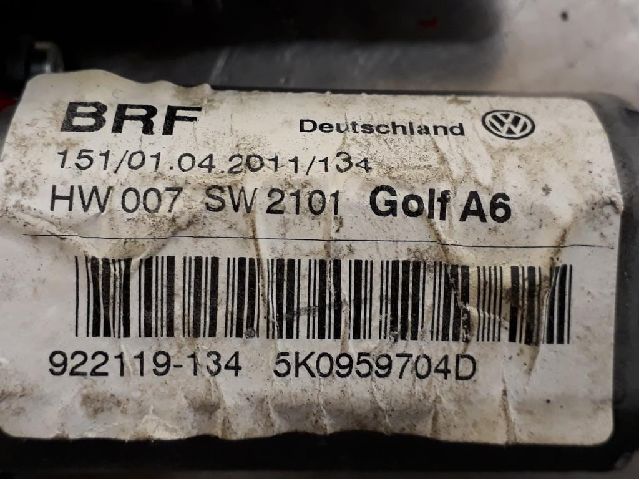 BRF Deutschland
151/01.04.2011/134
HW 007 SW 2101 Golf A6
922119-134 5K0959704D